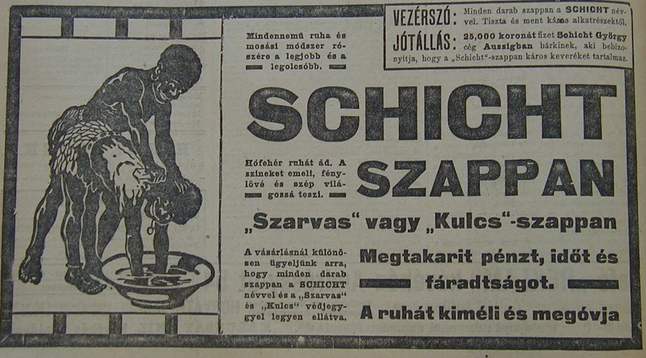 VEZÉRSZÓ: Minden darab szappan a SCHICHT név-
vel. Tiszta és ment káros alkatrészektől.
JÓTÁLLÁS: 25,000 koronát fizet Schicht György
cég Aussigban bárkinek, aki bebizo-
nyitja, hogy a „Schicht"-szappan káros keveréket tartalmaz.
Mindennemű ruha és
mosási módszer ré-
szére a legjobb és a
legolcsóbb.
SCHICHT
SZAPPAN
Hófehér ruhát ád. A
szineket emeli, fény-
lővé és szép vilá-
gossá teszi.
„Szarvas" vagy „Kulcs"-szappan
A vásárlásnál különö-
sen ügyeljünk arra,
hogy minden darab
szappan a SCHICHT
névvel és a „Szarvas"
és „Kulcs" védjegy-
gyel legyen ellátva.
Megtakarit pénzt, időt és
fáradtságot.
A ruhát kiméli és megóvja